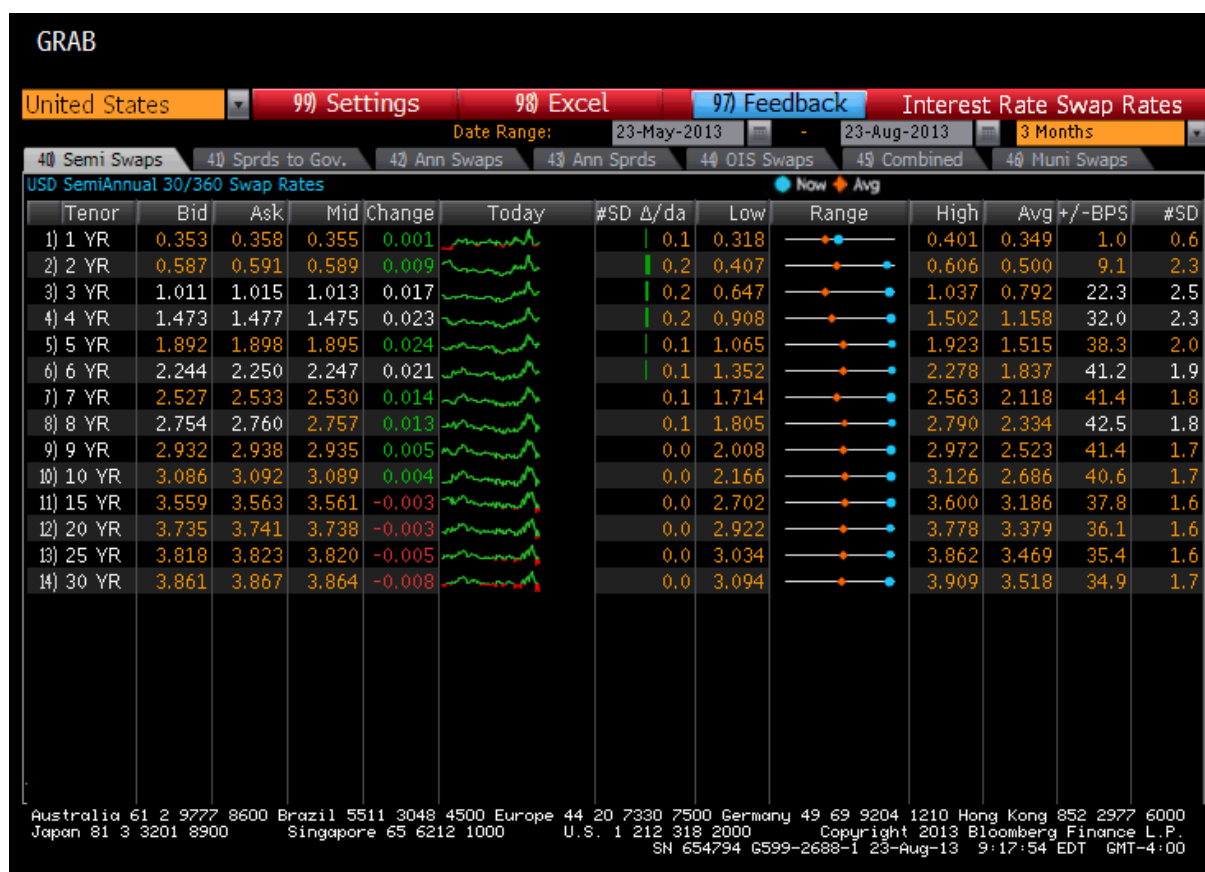 GRAB
United States 99) Settings 98) Excel 97) Feedback Interest Rate Swap Rates
Date Range: 23-May-2013 - 23-Aug-2013 3 Months
40) Semi Swaps 41) Sprds to Gov. 42) Ann Swaps 43) Ann Sprds 44) OIS Swaps 45) Combined 46) Muni Swaps
USD SemiAnnual 30/360 Swap Rates Now Avg
Tenor Bid Ask Mid Change Today #SD Δ/da Low Range High Avg +/-BPS #SD
1) 1 YR 0.353 0.358 0.355 0.001 0.1 0.318 0.401 0.349 1.0 0.6
2) 2 YR 0.587 0.591 0.589 0.009 0.2 0.407 0.606 0.500 9.1 2.3
3) 3 YR 1.011 1.015 1.013 0.017 0.2 0.647 1.037 0.792 22.3 2.5
4) 4 YR 1.473 1.477 1.475 0.023 0.2 0.908 1.502 1.158 32.0 2.3
5) 5 YR 1.892 1.898 1.895 0.024 0.1 1.065 1.923 1.515 38.3 2.0
6) 6 YR 2.244 2.250 2.247 0.021 0.1 1.352 2.278 1.837 41.2 1.9
7) 7 YR 2.527 2.533 2.530 0.014 0.1 1.714 2.563 2.118 41.4 1.8
8) 8 YR 2.754 2.760 2.757 0.013 0.1 1.805 2.790 2.334 42.5 1.8
9) 9 YR 2.932 2.938 2.935 0.005 0.0 2.008 2.972 2.523 41.4 1.7
10) 10 YR 3.086 3.092 3.089 0.004 0.0 2.166 3.126 2.686 40.6 1.7
11) 15 YR 3.559 3.563 3.561 -0.003 0.0 2.702 3.600 3.186 37.8 1.6
12) 20 YR 3.735 3.741 3.738 -0.003 0.0 2.922 3.778 3.379 36.1 1.6
13) 25 YR 3.818 3.823 3.820 -0.005 0.0 3.034 3.862 3.469 35.4 1.6
14) 30 YR 3.861 3.867 3.864 -0.008 0.0 3.094 3.909 3.518 34.9 1.7
Australia 61 2 9777 8600 Brazil 5511 3048 4500 Europe 44 20 7330 7500 Germany 49 69 9204 1210 Hong Kong 852 2977 6000
Japan 81 3 3201 8900 Singapore 65 6212 1000 U.S. 1 212 318 2000 Copyright 2013 Bloomberg Finance L.P.
SN 654794 G599-2688-1 23-Aug-13 9:17:54 EDT GMT-4:00